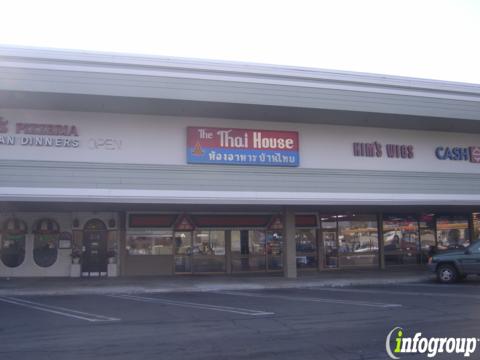 PIZZERIA
AN DINNERS OPEN
The Thai House
ห้องอาหารบ้านไทย
KIM'S WIGS
CASH
infogroup